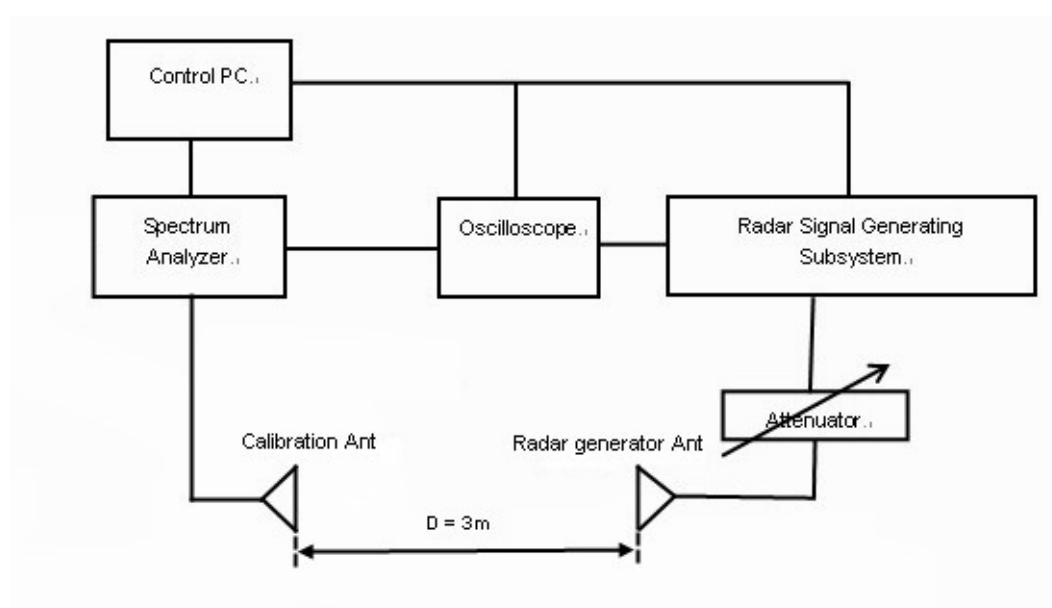 Control PC.
Spectrum
Analyzer.
Oscilloscope.
Radar Signal Generating
Subsystem.
Attenuator.
Calibration Ant
Radar generator Ant
D = 3m